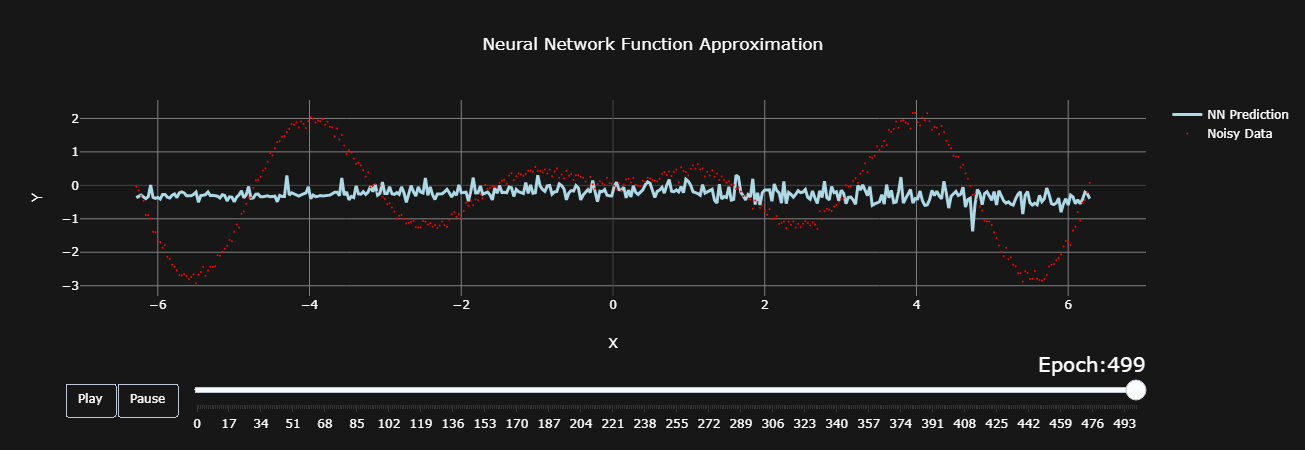 Neural Network Function Approximation
NN Prediction
Noisy Data
2
1
0
−1
−2
−3
Y
−6
−4
−2
0
2
4
6
X
Epoch:499
Play
Pause
0 17 34 51 68 85 102 119 136 153 170 187 204 221 238 255 272 289 306 323 340 357 374 391 408 425 442 459 476 493